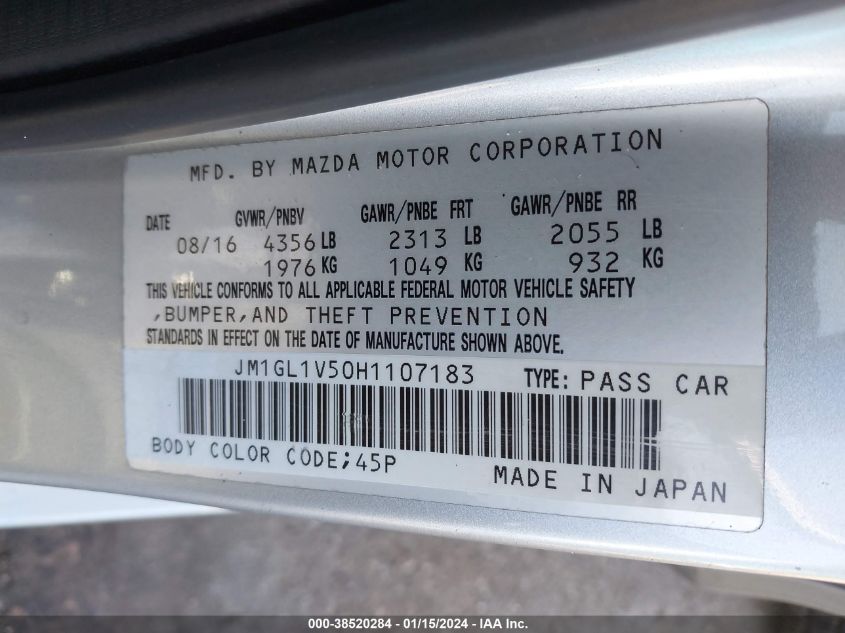 MFD. BY MAZDA MOTOR CORPORATION
DATE GVWR/PNBV GAWR/PNBE FRT GAWR/PNBE RR
08/16 4356 LB 2313 LB 2055 LB
1976 KG 1049 KG 932 KG
THIS VEHICLE CONFORMS TO ALL APPLICABLE FEDERAL MOTOR VEHICLE SAFETY
,BUMPER,AND THEFT PREVENTION
STANDARDS IN EFFECT ON THE DATE OF MANUFACTURE SHOWN ABOVE.
JM1GL1V50H1107183 TYPE: PASS CAR
BODY COLOR CODE;45P
MADE IN JAPAN
000-38520284 - 01/15/2024 - IAA Inc.